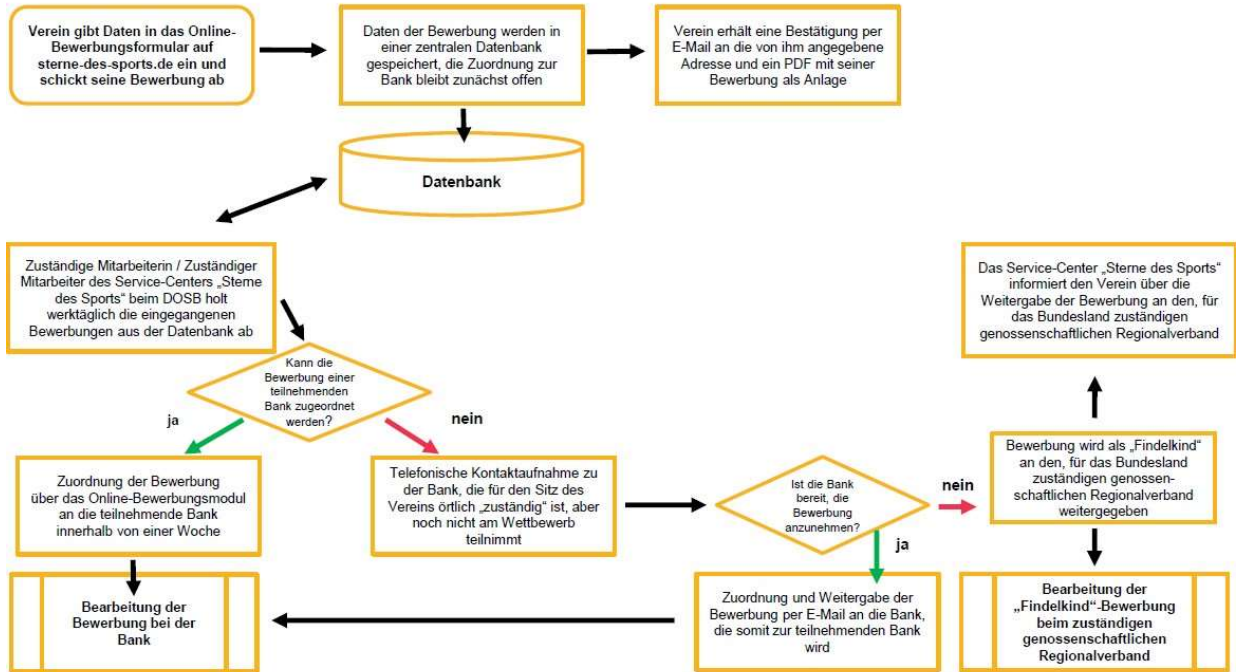 Verein gibt Daten in das Online-
Bewerbungsformular auf
sterne-des-sports.de ein und
schickt seine Bewerbung ab
Daten der Bewerbung werden in
einer zentralen Datenbank
gespeichert, die Zuordnung zur
Bank bleibt zunächst offen
Verein erhält eine Bestätigung per
E-Mail an die von ihm angegebene
Adresse und ein PDF mit seiner
Bewerbung als Anlage
Datenbank
Zuständige Mitarbeiterin / Zuständiger
Mitarbeiter des Service-Centers „Sterne
des Sports“ beim DOSB holt
werktäglich die eingegangenen
Bewerbungen aus der Datenbank ab
Das Service-Center „Sterne des Sports“
informiert den Verein über die
Weitergabe der Bewerbung an den, für
das Bundesland zuständigen
genossenschaftlichen Regionalverband
Kann die
Bewerbung einer
teilnehmenden
Bank zugeordnet
werden?
ja
nein
Zuordnung der Bewerbung
über das Online-Bewerbungsmodul
an die teilnehmende Bank
innerhalb von einer Woche
Telefonische Kontaktaufnahme zu
der Bank, die für den Sitz des
Vereins örtlich „zuständig“ ist, aber
noch nicht am Wettbewerb
teilnimmt
Ist die Bank
bereit, die
Bewerbung
anzunehmen?
nein
ja
Bewerbung wird als „Findelkind“
an den, für das Bundesland
zuständigen genossen-
schaftlichen Regionalverband
weitergegeben
Bearbeitung der
Bewerbung bei der
Bank
Zuordnung und Weitergabe der
Bewerbung per E-Mail an die Bank,
die somit zur teilnehmenden Bank
wird
Bearbeitung der
„Findelkind“-Bewerbung
beim zuständigen
genossenschaftlichen
Regionalverband